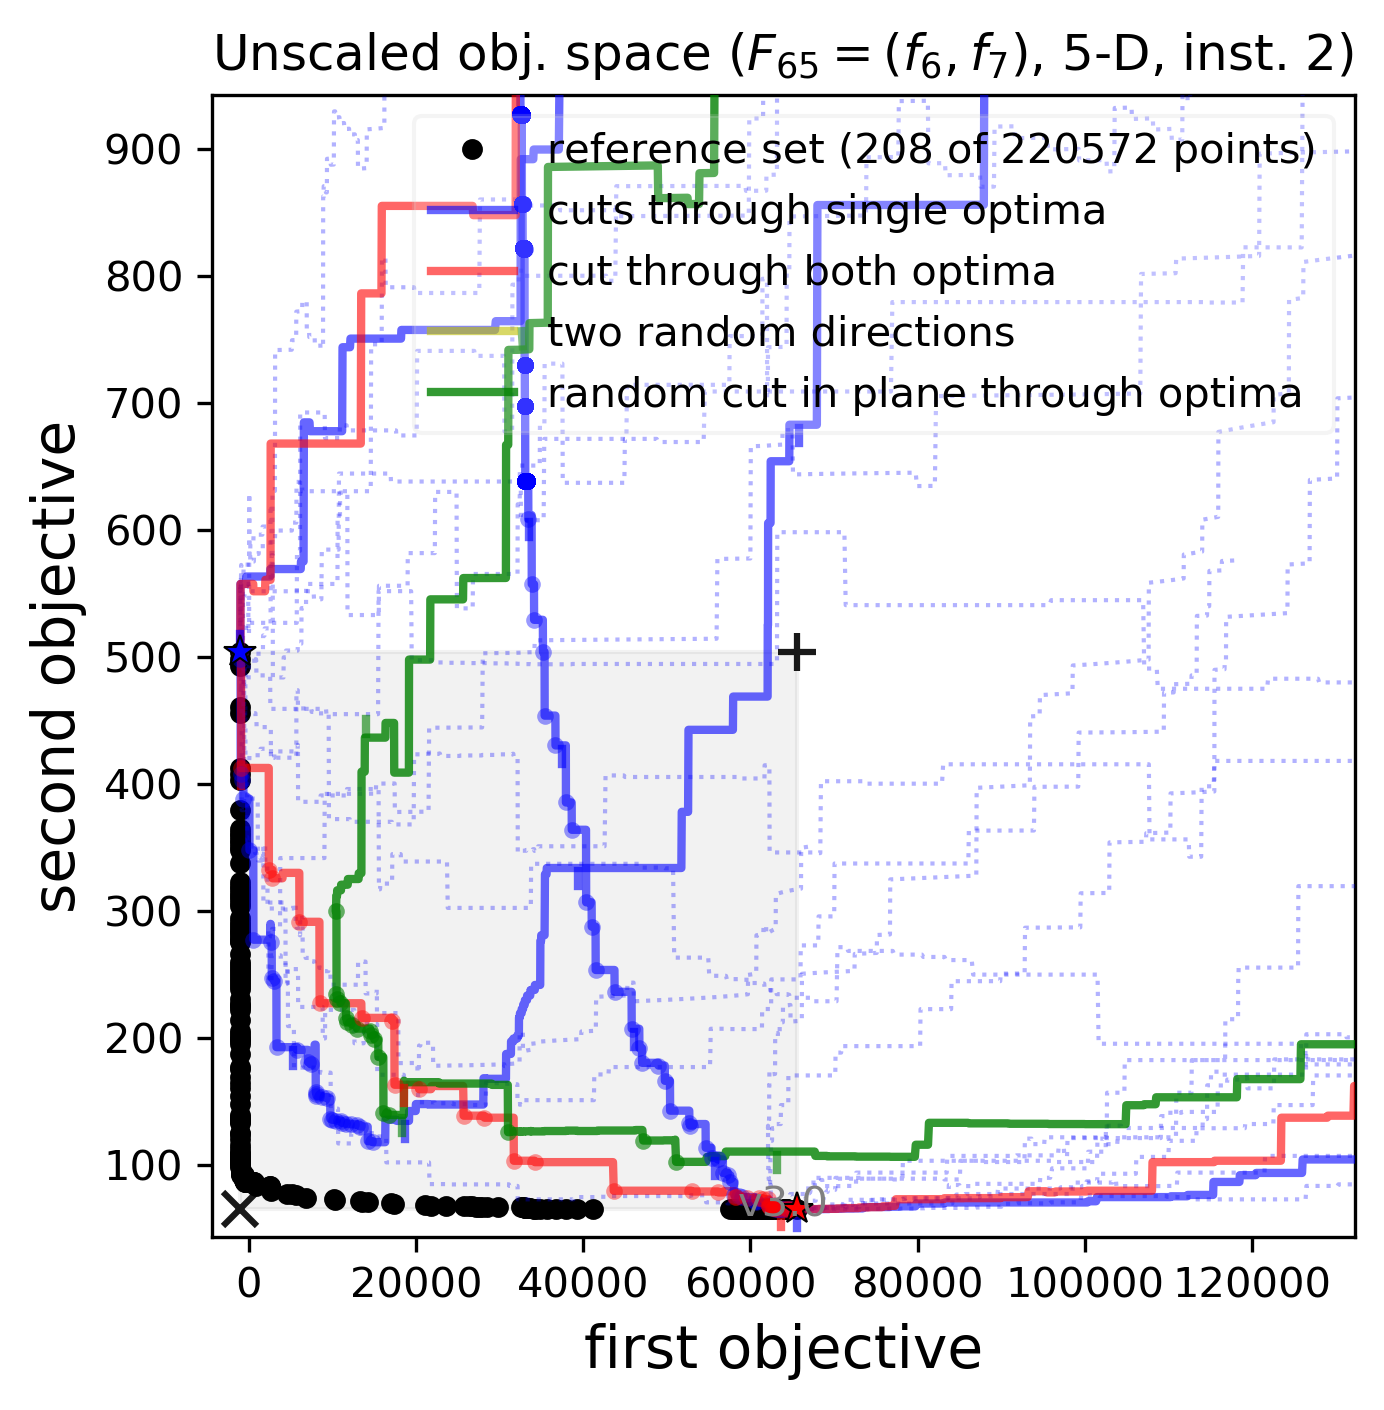 Unscaled obj. space (F65 = (f6, f7), 5-D, inst. 2)
reference set (208 of 220572 points)
cuts through single optima
cut through both optima
two random directions
random cut in plane through optima
900
800
700
600
500
400
300
200
100
second objective
v3.0
0 20000 40000 60000 80000 100000 120000
first objective